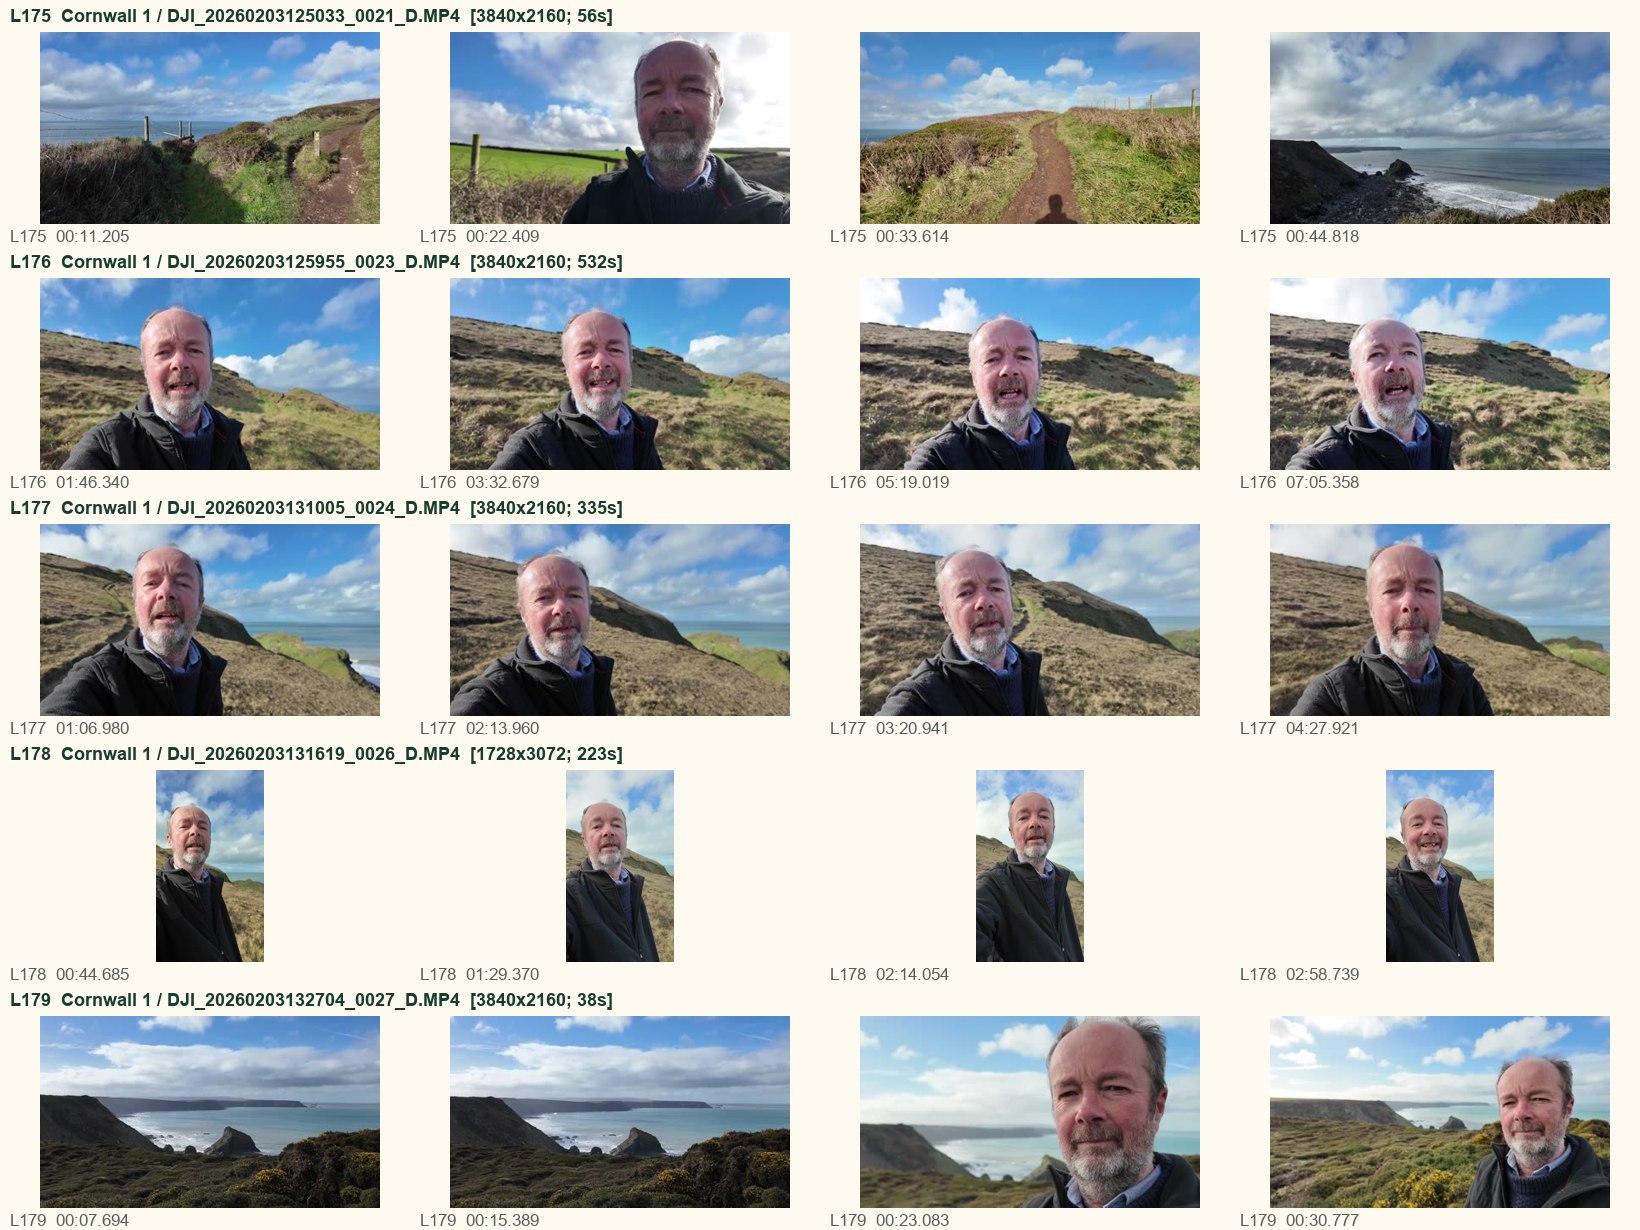 L175 Cornwall 1 / DJI_20260203125033_0021_D.MP4 [3840x2160; 56s]
L175 00:11.205
L175 00:22.409
L175 00:33.614
L175 00:44.818
L176 Cornwall 1 / DJI_20260203125955_0023_D.MP4 [3840x2160; 532s]
L176 01:46.340
L176 03:32.679
L176 05:19.019
L176 07:05.358
L177 Cornwall 1 / DJI_20260203131005_0024_D.MP4 [3840x2160; 335s]
L177 01:06.980
L177 02:13.960
L177 03:20.941
L177 04:27.921
L178 Cornwall 1 / DJI_20260203131619_0026_D.MP4 [1728x3072; 223s]
L178 00:44.685
L178 01:29.370
L178 02:14.054
L178 02:58.739
L179 Cornwall 1 / DJI_20260203132704_0027_D.MP4 [3840x2160; 38s]
L179 00:07.694
L179 00:15.389
L179 00:23.083
L179 00:30.777